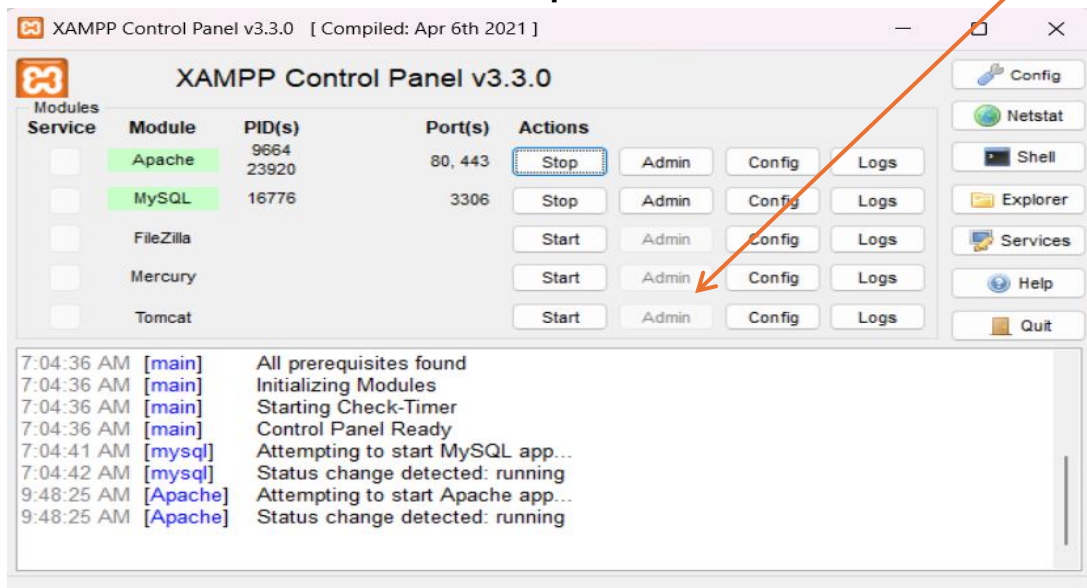 XAMPP Control Panel v3.3.0 [ Compiled: Apr 6th 2021 ]
XAMPP Control Panel v3.3.0
Config
Modules
Service Module PID(s) Port(s) Actions
Netstat
Apache 9664 23920 80, 443 Stop Admin Config Logs
Shell
MySQL 16776 3306 Stop Admin Config Logs
Explorer
FileZilla Start Admin Config Logs
Services
Mercury Start Admin Config Logs
Help
Tomcat Start Admin Config Logs
Quit
7:04:36 AM [main] All prerequisites found
7:04:36 AM [main] Initializing Modules
7:04:36 AM [main] Starting Check-Timer
7:04:36 AM [main] Control Panel Ready
7:04:41 AM [mysql] Attempting to start MySQL app...
7:04:42 AM [mysql] Status change detected: running
9:48:25 AM [Apache] Attempting to start Apache app...
9:48:25 AM [Apache] Status change detected: running